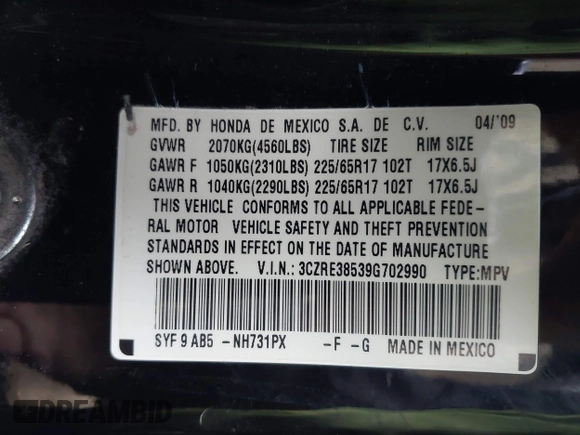 MFD. BY HONDA DE MEXICO S.A. DE C.V. 04/'09
GVWR 2070KG(4560LBS) TIRE SIZE RIM SIZE
GAWR F 1050KG(2310LBS) 225/65R17 102T 17X6.5J
GAWR R 1040KG(2290LBS) 225/65R17 102T 17X6.5J
THIS VEHICLE CONFORMS TO ALL APPLICABLE FEDE-
RAL MOTOR VEHICLE SAFETY AND THEFT PREVENTION
STANDARDS IN EFFECT ON THE DATE OF MANUFACTURE
SHOWN ABOVE. V.I.N.: 3CZRE38539G702990 TYPE:MPV
SYF 9 AB5 -NH731PX -F -G MADE IN MEXICO
DREAMBID